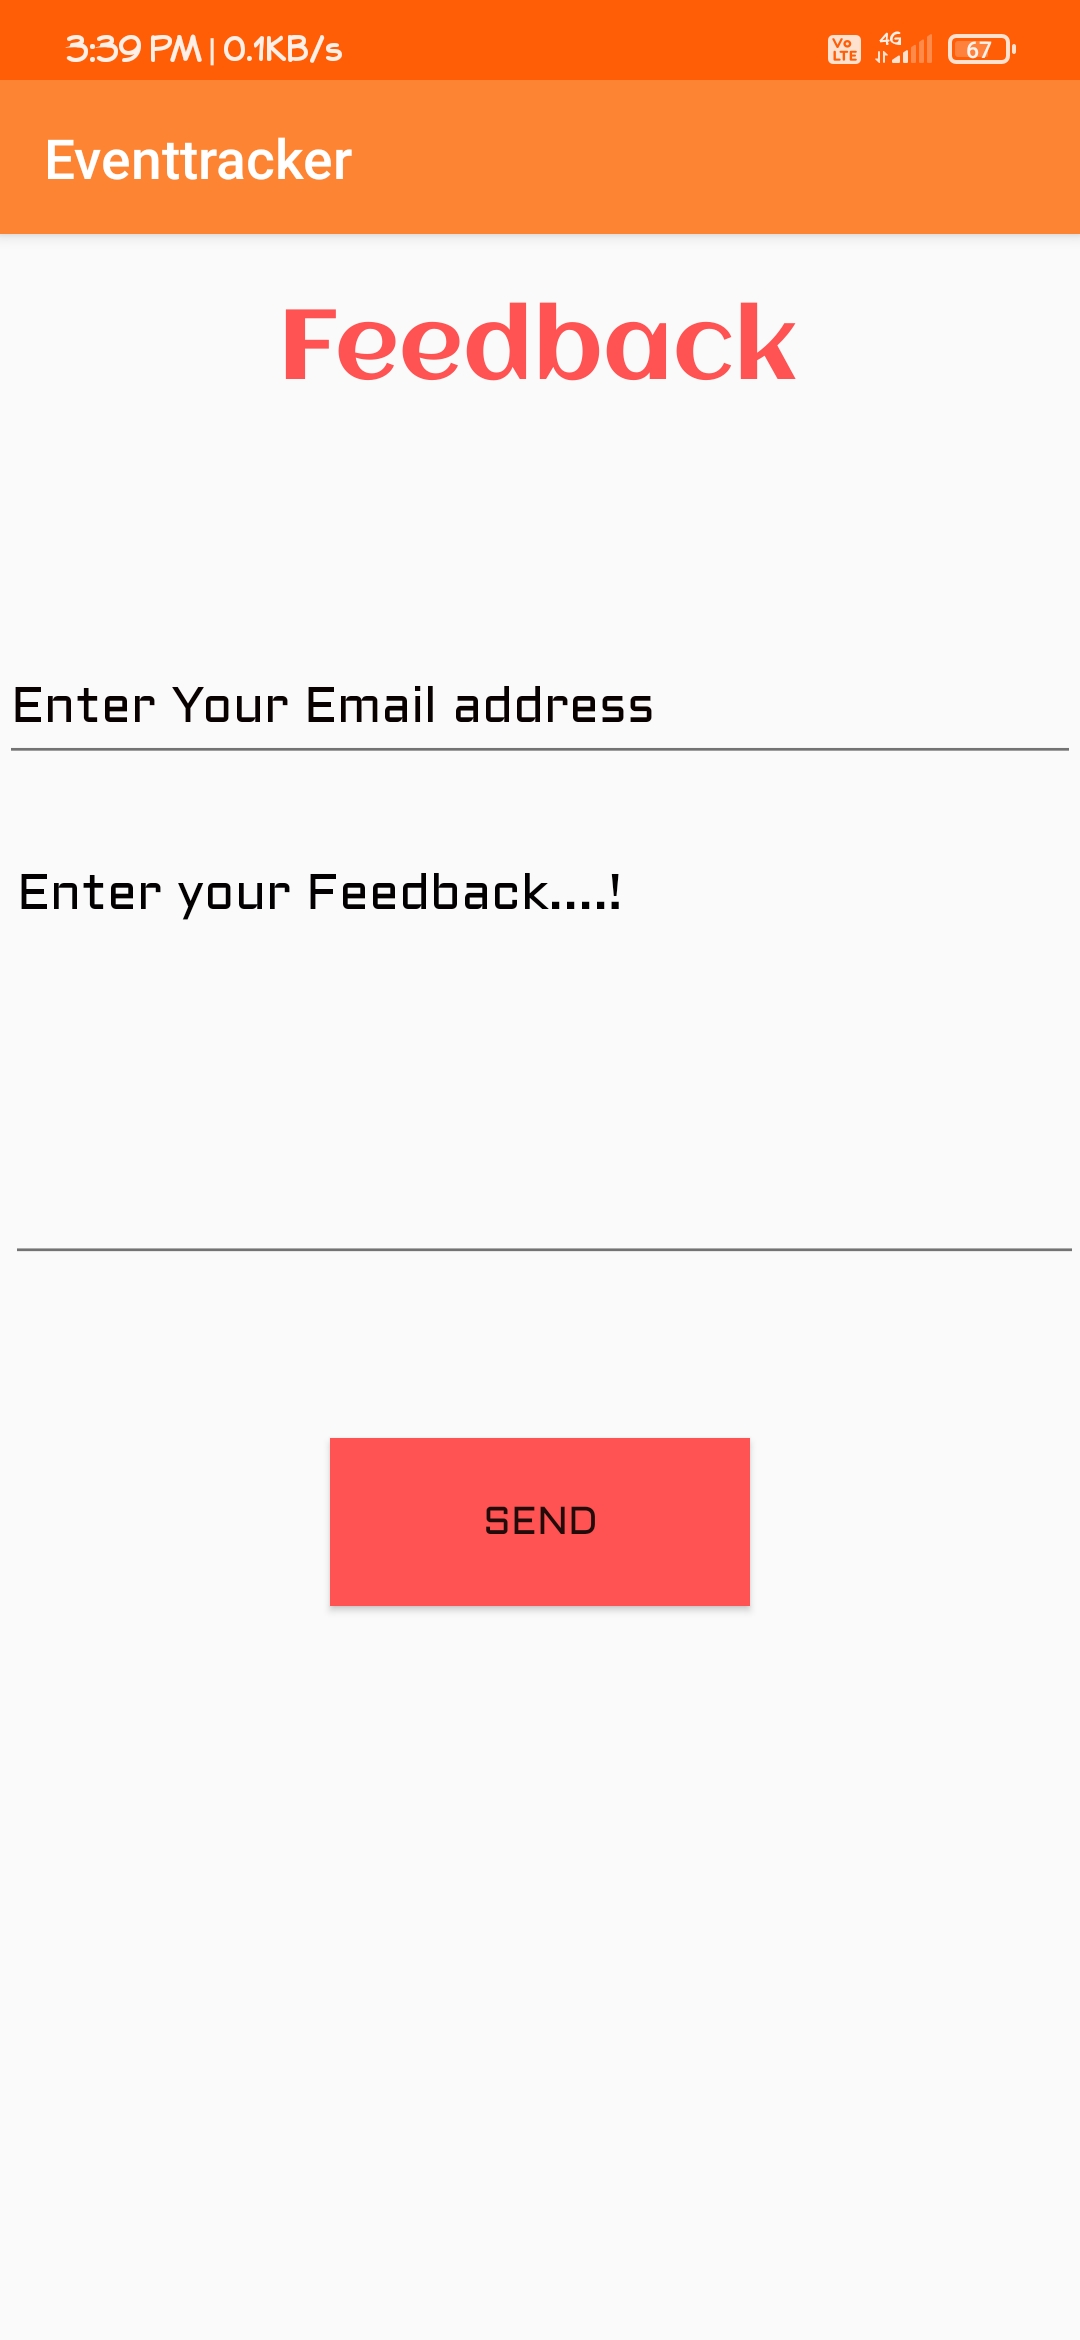 3:39 PM | 0.1KB/s Vo LTE 4G 67
Eventtracker
Feedback
Enter Your Email address
Enter your Feedback....!
SEND